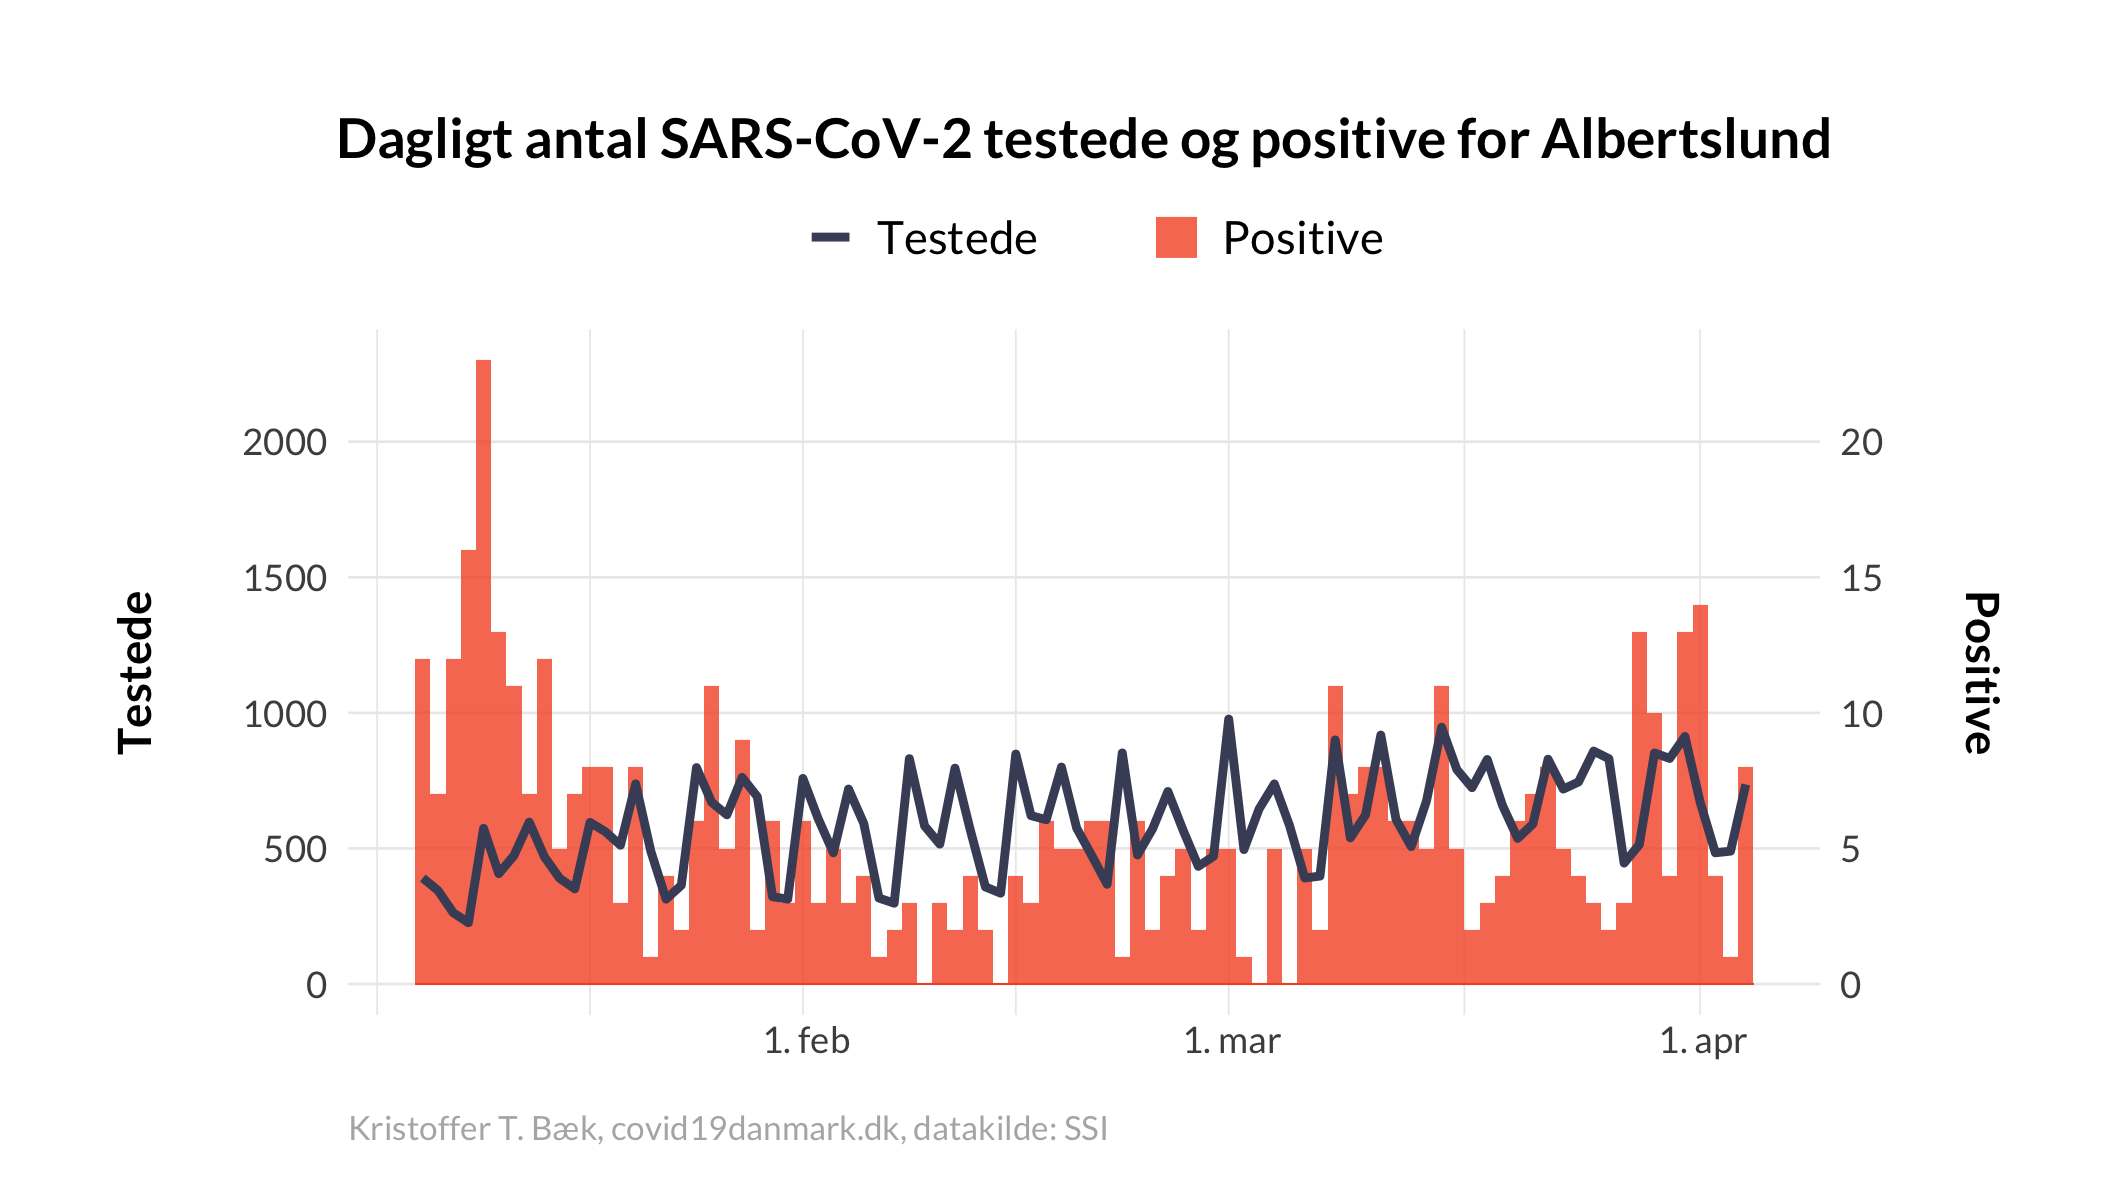 Dagligt antal SARS-CoV-2 testede og positive for Albertslund
Testede Positive
2000 20
1500 15
1000 10
500 5
0 0
Testede
Positive
1. feb 1. mar 1. apr
Kristoffer T. Bæk, covid19danmark.dk, datakilde: SSI